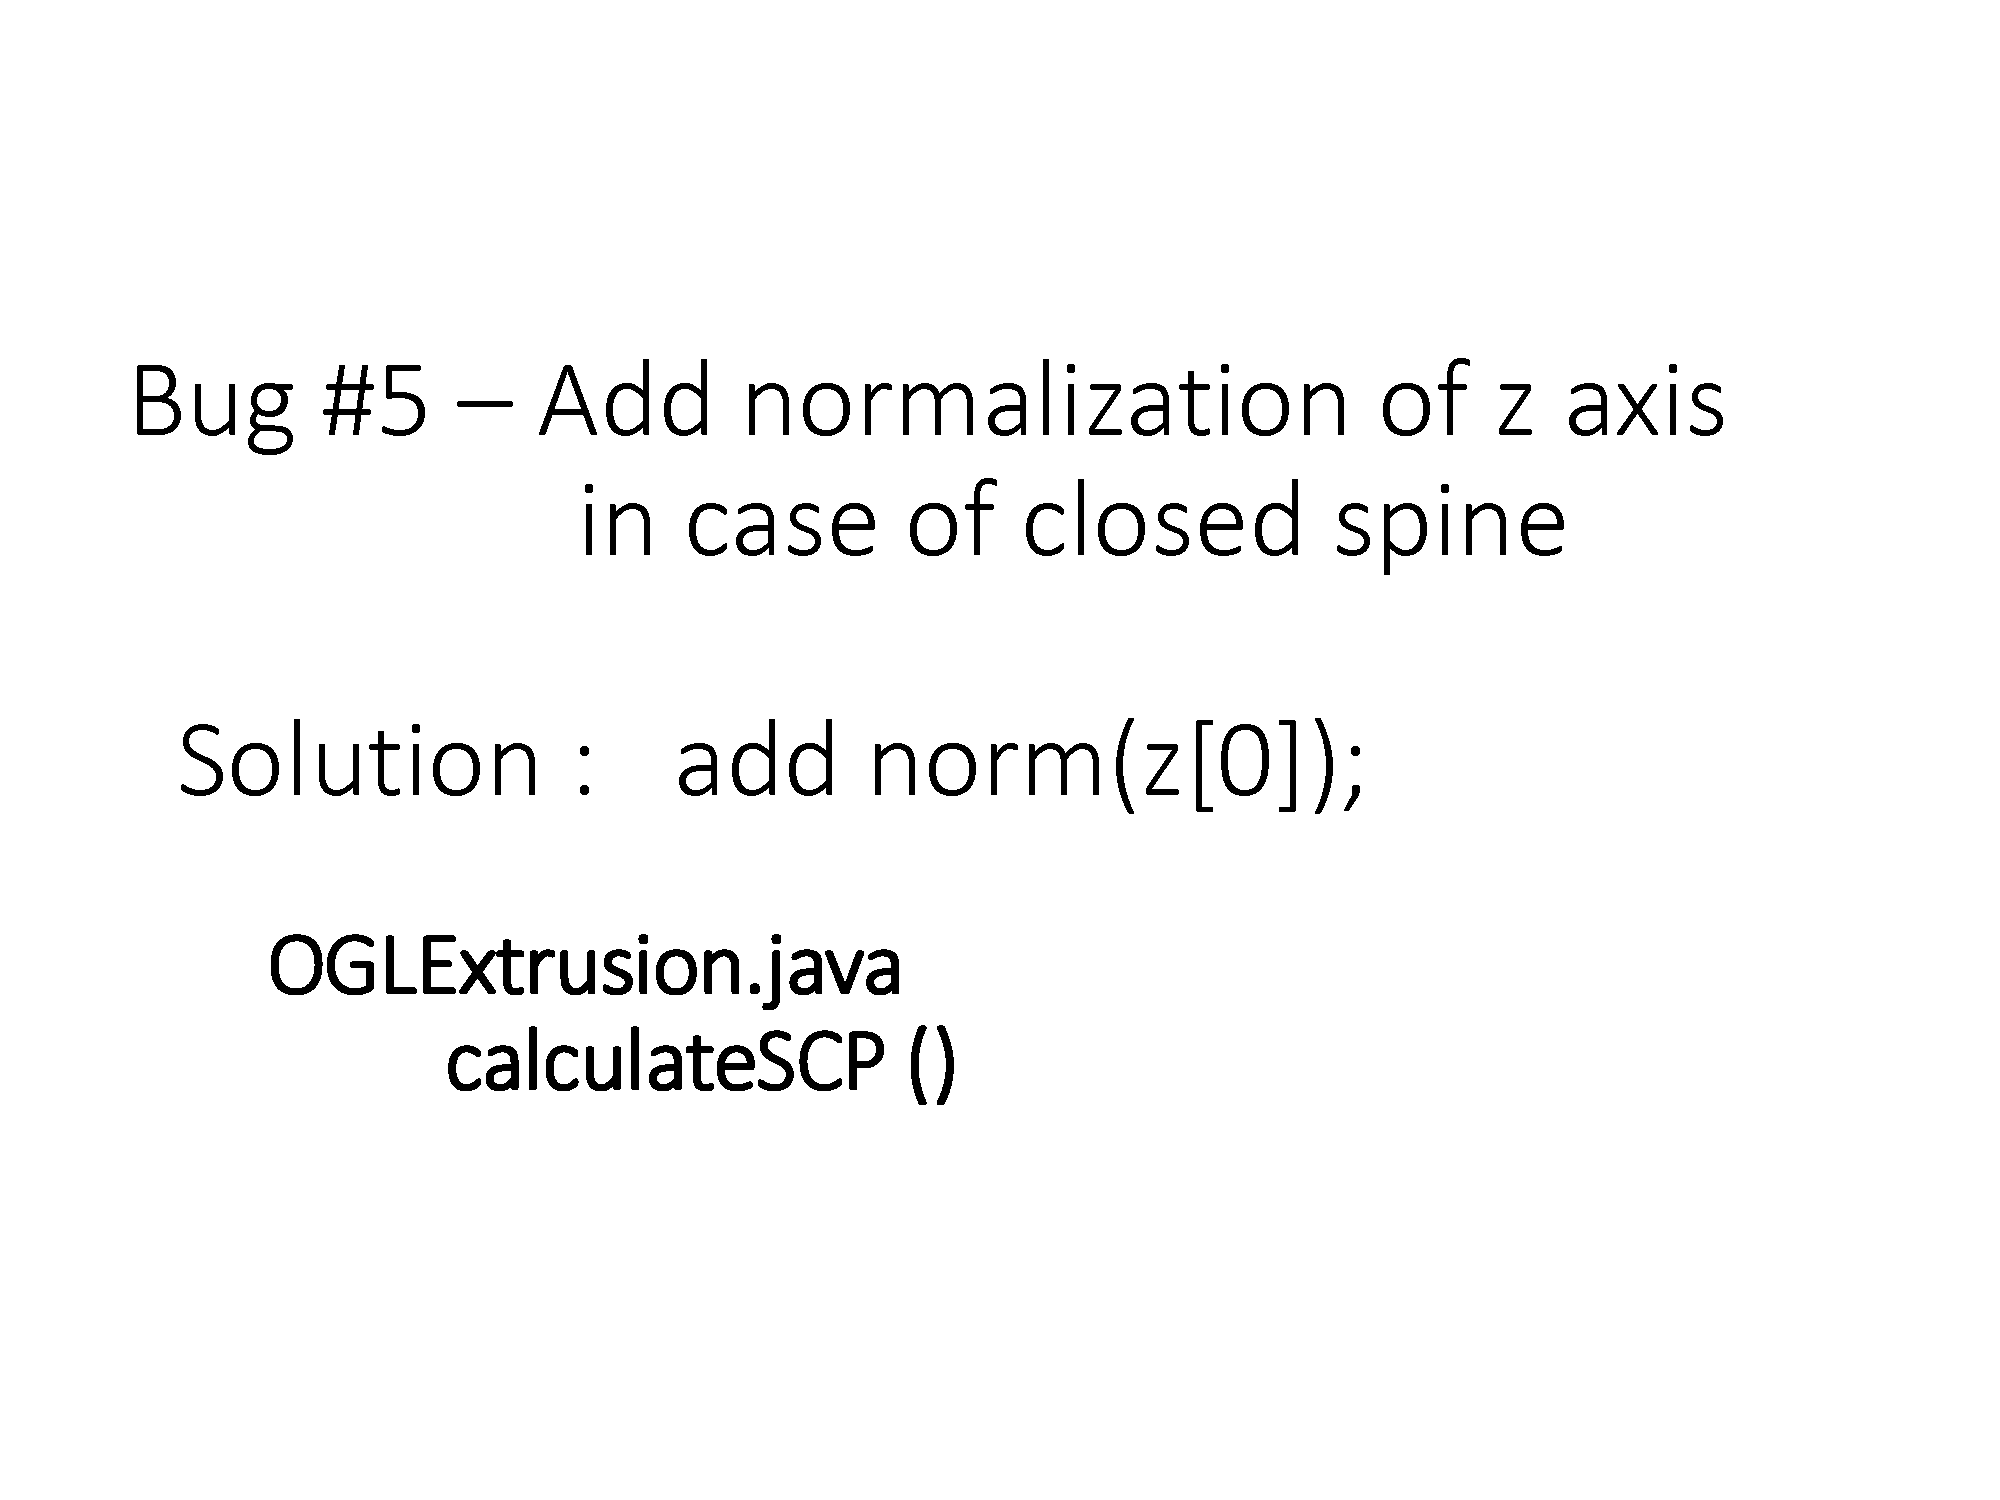 Bug #5 – Add normalization of z axis
in case of closed spine
Solution : add norm(z[0]);
OGLExtrusion.java
calculateSCP ()